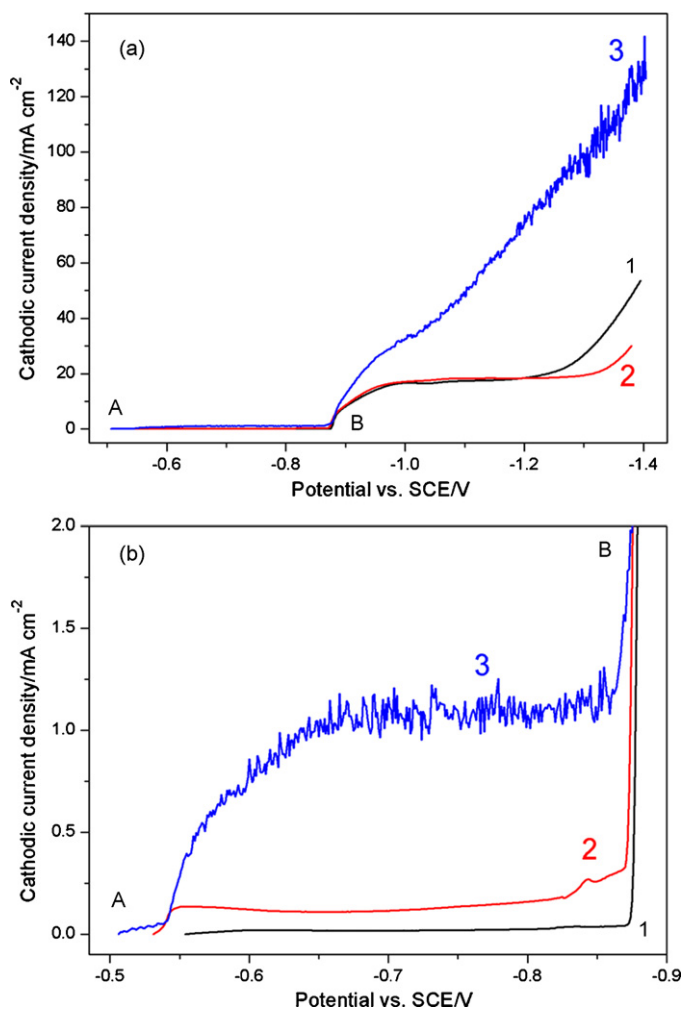 (a)
3
140
120
100
80
60
40
20
0
1
2
A
B
-0.6
-0.8
-1.0
-1.2
-1.4
Cathodic current density/mA cm⁻²
Potential vs. SCE/V
(b)
B
2.0
1.5
1.0
0.5
0.0
3
2
A
1
-0.5
-0.6
-0.7
-0.8
-0.9
Cathodic current density/mA cm⁻²
Potential vs. SCE/V